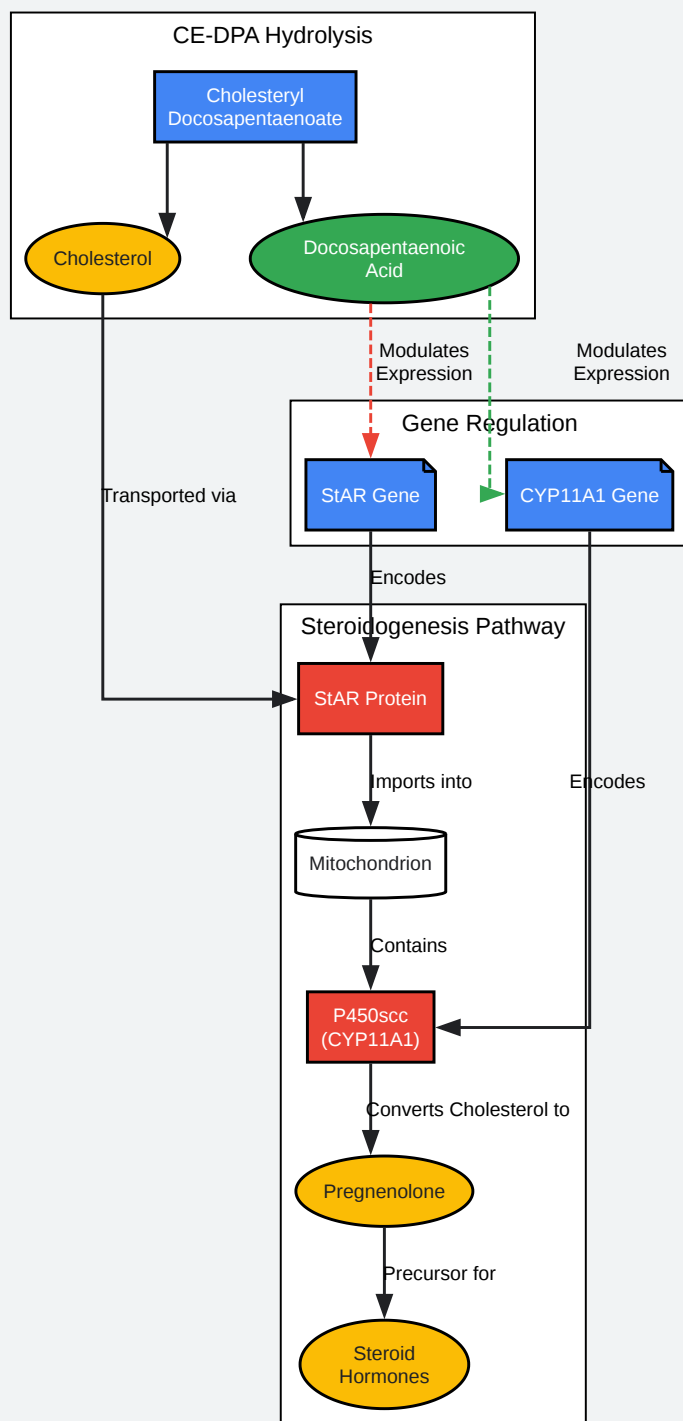 CE-DPA Hydrolysis
Cholesteryl
Docosapentaenoate
Cholesterol
Docosapentaenoic
Acid
Modulates
Expression
Modulates
Expression
Gene Regulation
StAR Gene
CYP11A1 Gene
Transported via
Encodes
Steroidogenesis Pathway
StAR Protein
Imports into
Encodes
Mitochondrion
Contains
P450scc
(CYP11A1)
Converts Cholesterol to
Pregnenolone
Precursor for
Steroid
Hormones